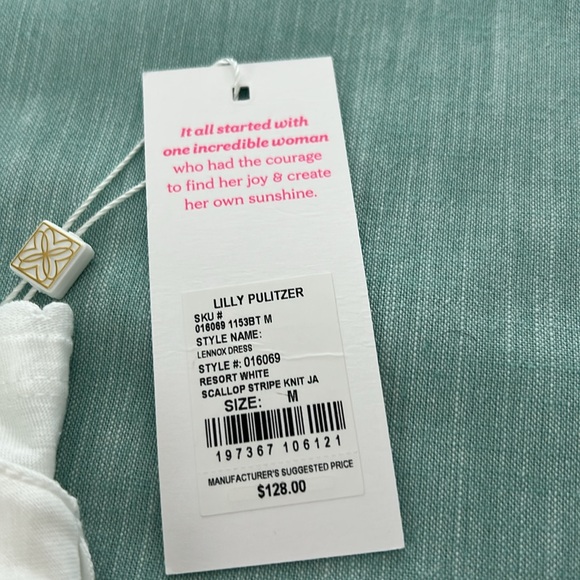 It all started with
one incredible woman
who had the courage
to find her joy & create
her own sunshine.
LILLY PULITZER
SKU #
016069 1153BT M
STYLE NAME:
LENNOX DRESS
STYLE #: 016069
RESORT WHITE
SCALLOP STRIPE KNIT JA
SIZE: M
197367 106121
MANUFACTURER'S SUGGESTED PRICE
$128.00